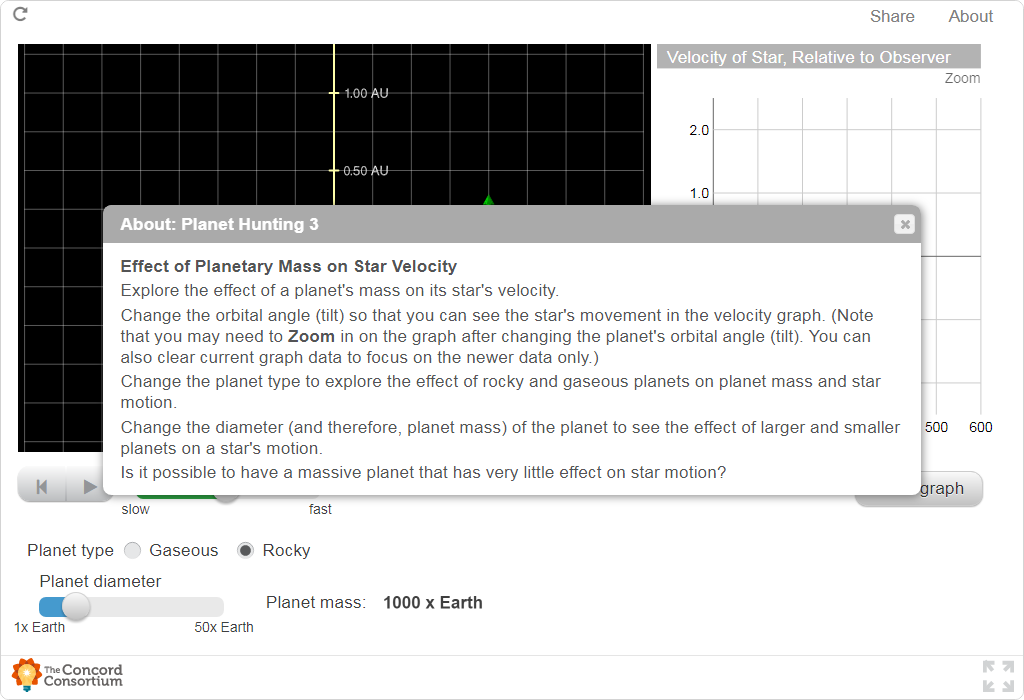 Share About
Velocity of Star, Relative to Observer
Zoom
1.00 AU
2.0
0.50 AU
1.0
About: Planet Hunting 3
Effect of Planetary Mass on Star Velocity
Explore the effect of a planet's mass on its star's velocity.
Change the orbital angle (tilt) so that you can see the star's movement in the velocity graph. (Note
that you may need to Zoom in on the graph after changing the planet's orbital angle (tilt). You can
also clear current graph data to focus on the newer data only.)
Change the planet type to explore the effect of rocky and gaseous planets on planet mass and star
motion.
Change the diameter (and therefore, planet mass) of the planet to see the effect of larger and smaller
planets on a star's motion.
Is it possible to have a massive planet that has very little effect on star motion?
500 600
graph
slow fast
Planet type Gaseous Rocky
Planet diameter
Planet mass: 1000 x Earth
1x Earth 50x Earth
The Concord
Consortium